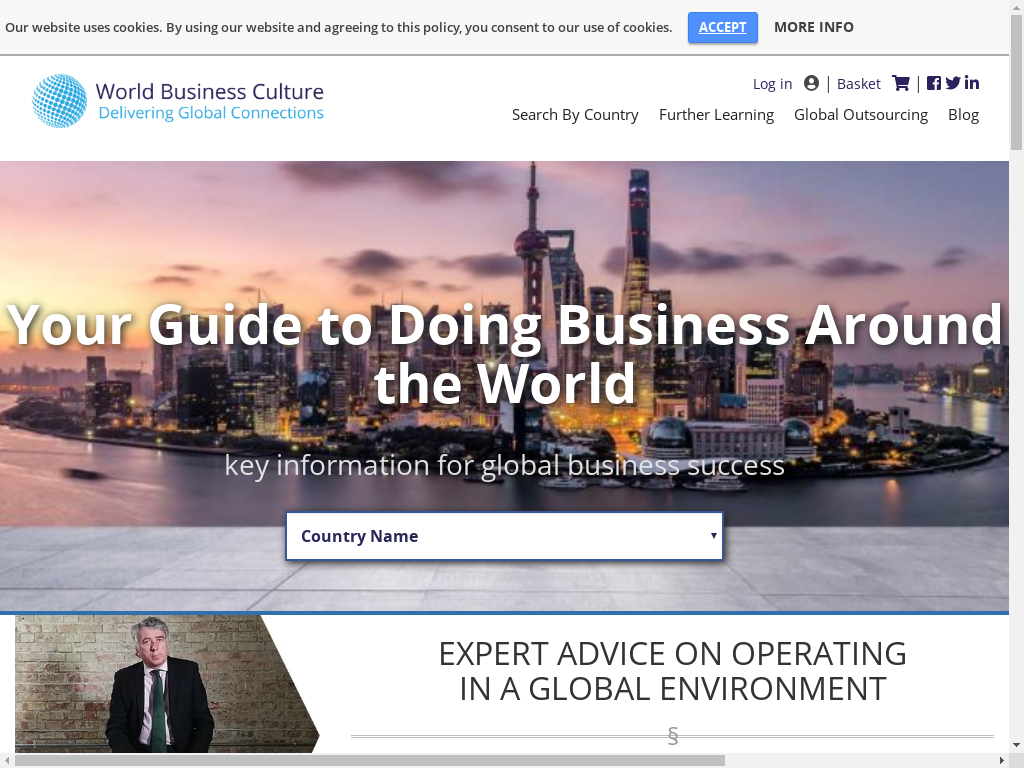 Our website uses cookies. By using our website and agreeing to this policy, you consent to our use of cookies. ACCEPT MORE INFO
World Business Culture
Delivering Global Connections
Log in | Basket |
Search By Country Further Learning Global Outsourcing Blog
Your Guide to Doing Business Around
the World
key information for global business success
Country Name
EXPERT ADVICE ON OPERATING
IN A GLOBAL ENVIRONMENT
§